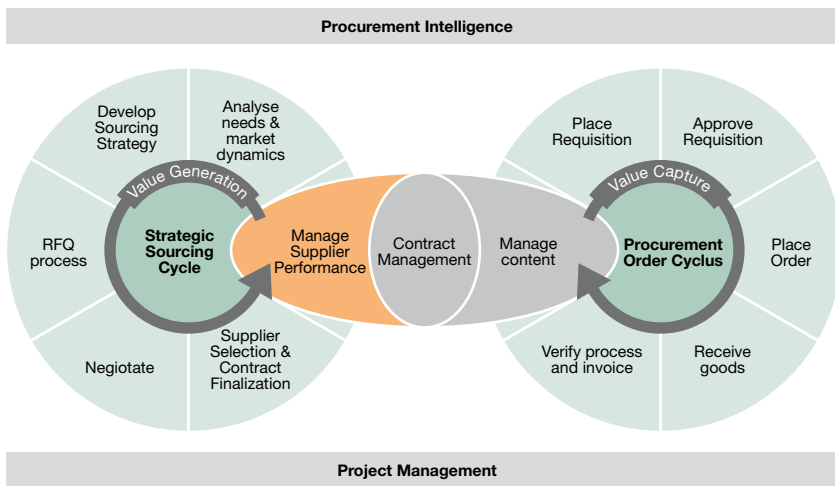 Procurement Intelligence
Develop
Sourcing
Strategy
Analyse
needs &
market
dynamics
Value Generation
RFQ
process
Strategic
Sourcing
Cycle
Negiotate
Supplier
Selection &
Contract
Finalization
Manage
Supplier
Performance
Contract
Management
Manage
content
Place
Requisition
Approve
Requisition
Value Capture
Procurement
Order Cyclus
Place
Order
Verify process
and invoice
Receive
goods
Project Management